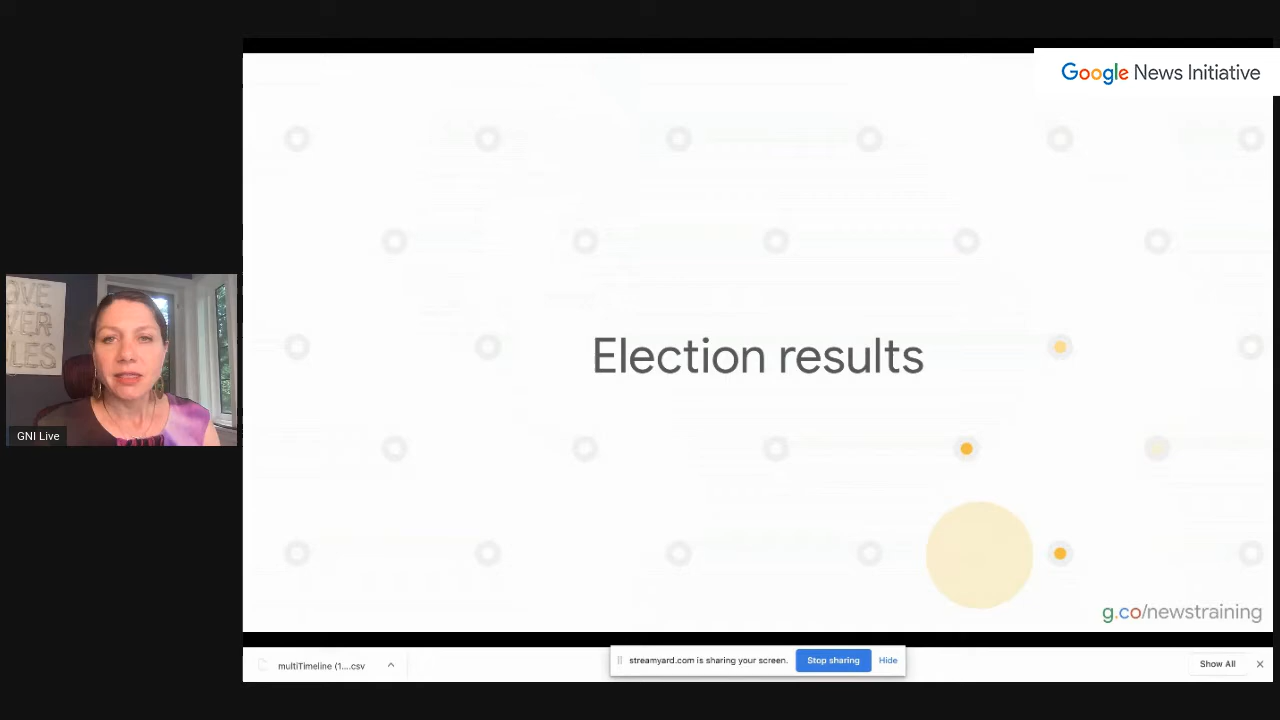 Google News Initiative
Election results
GNI Live
g.co/newstraining
multiTimeline (1....csv
streamyard.com is sharing your screen.
Stop sharing
Hide
Show All